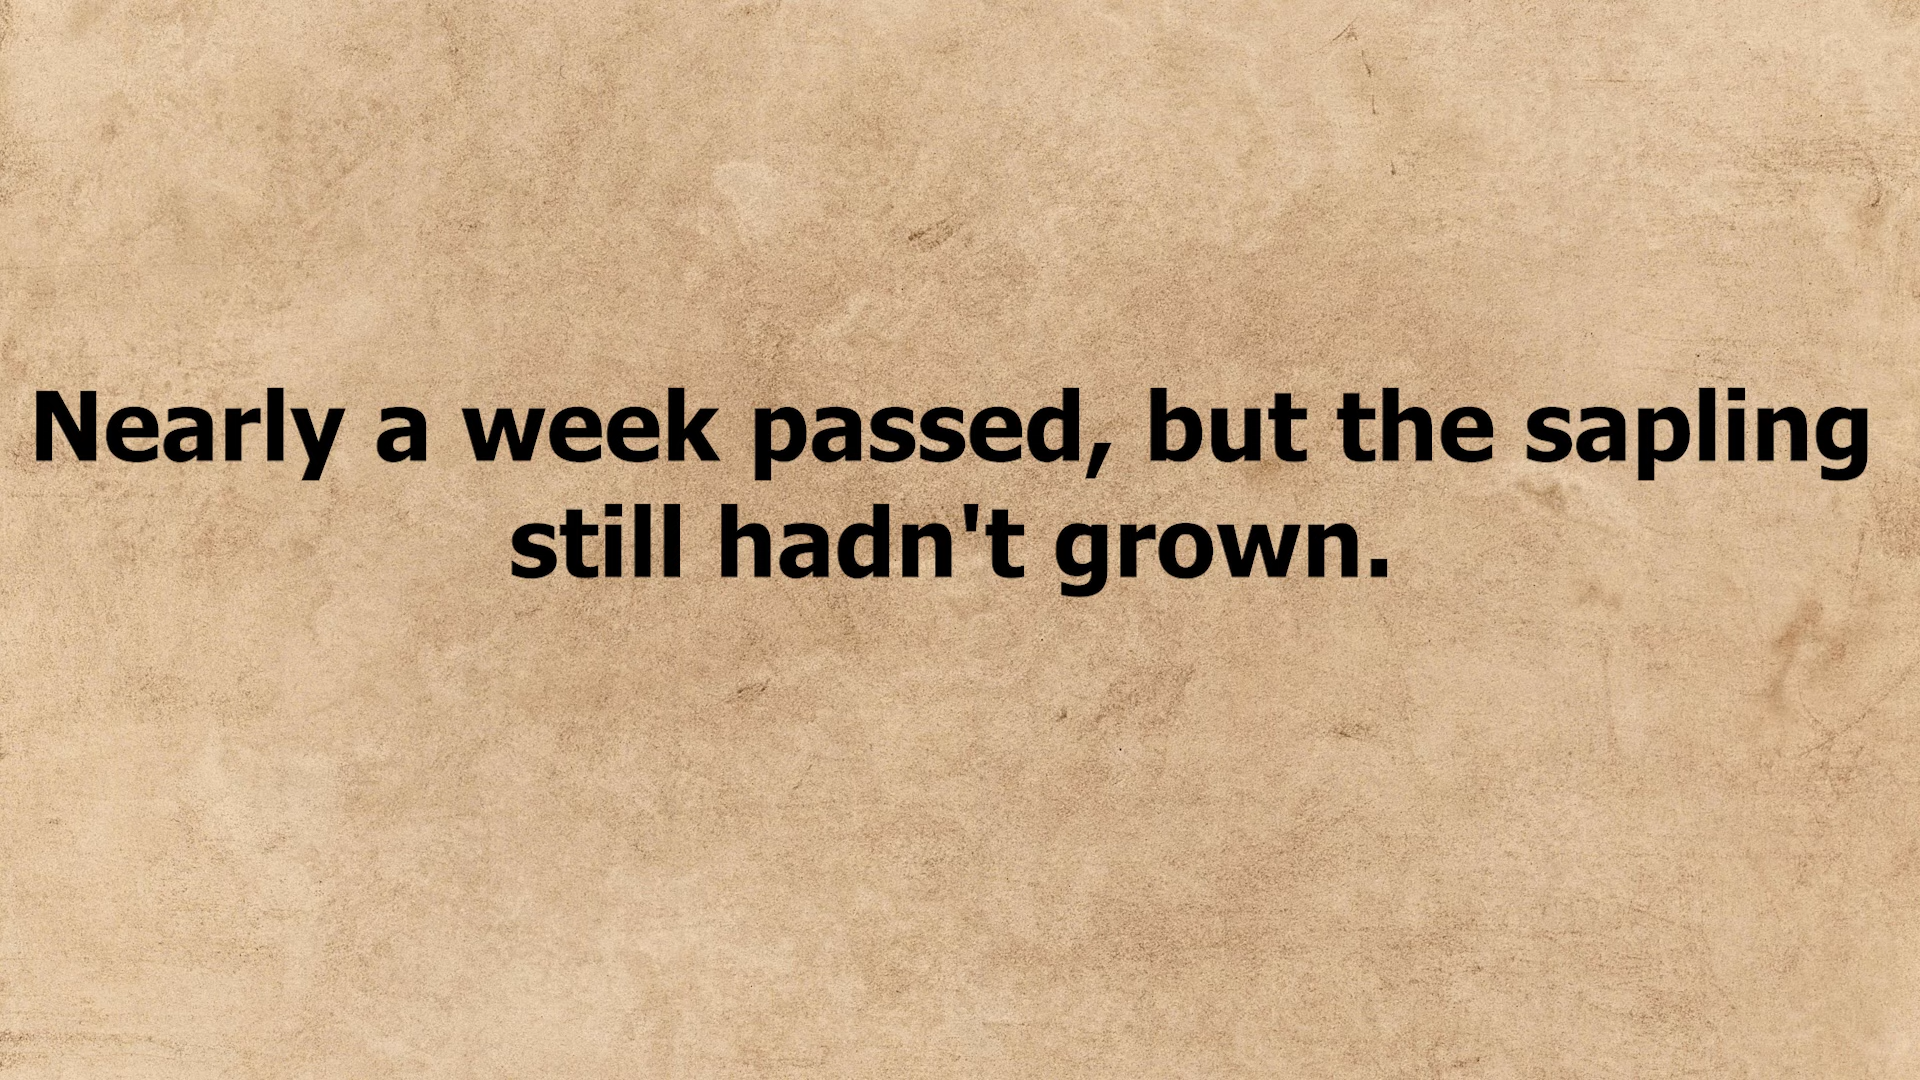 Nearly a week passed, but the sapling
still hadn't grown.